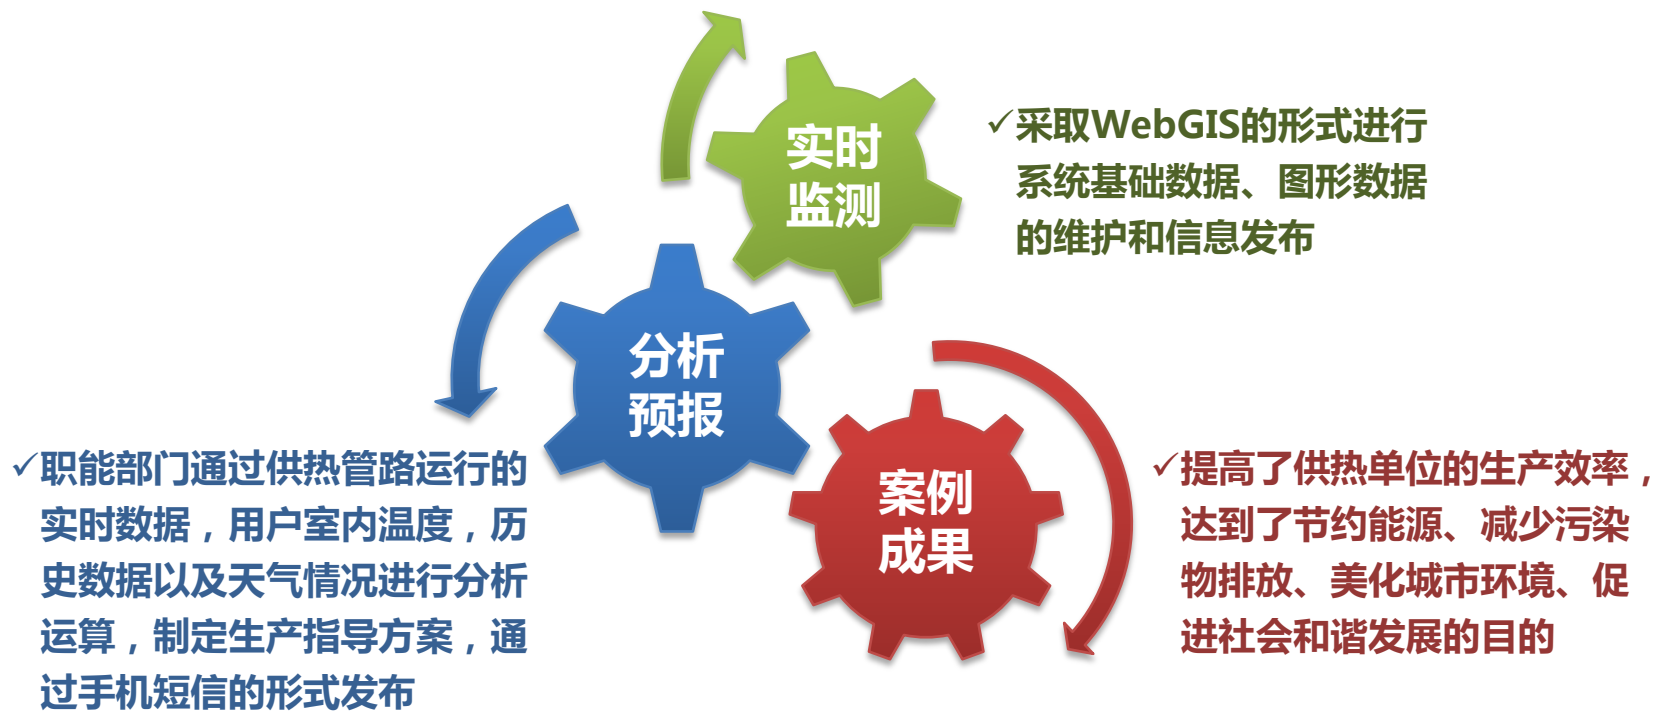 实时
监测
✓采取WebGIS的形式进行
系统基础数据、图形数据
的维护和信息发布
分析
预报
✓职能部门通过供热管路运行的
实时数据，用户室内温度，历
史数据以及天气情况进行分析
运算，制定生产指导方案，通
过手机短信的形式发布
案例
成果
✓提高了供热单位的生产效率，
达到了节约能源、减少污染
物排放、美化城市环境、促
进社会和谐发展的目的